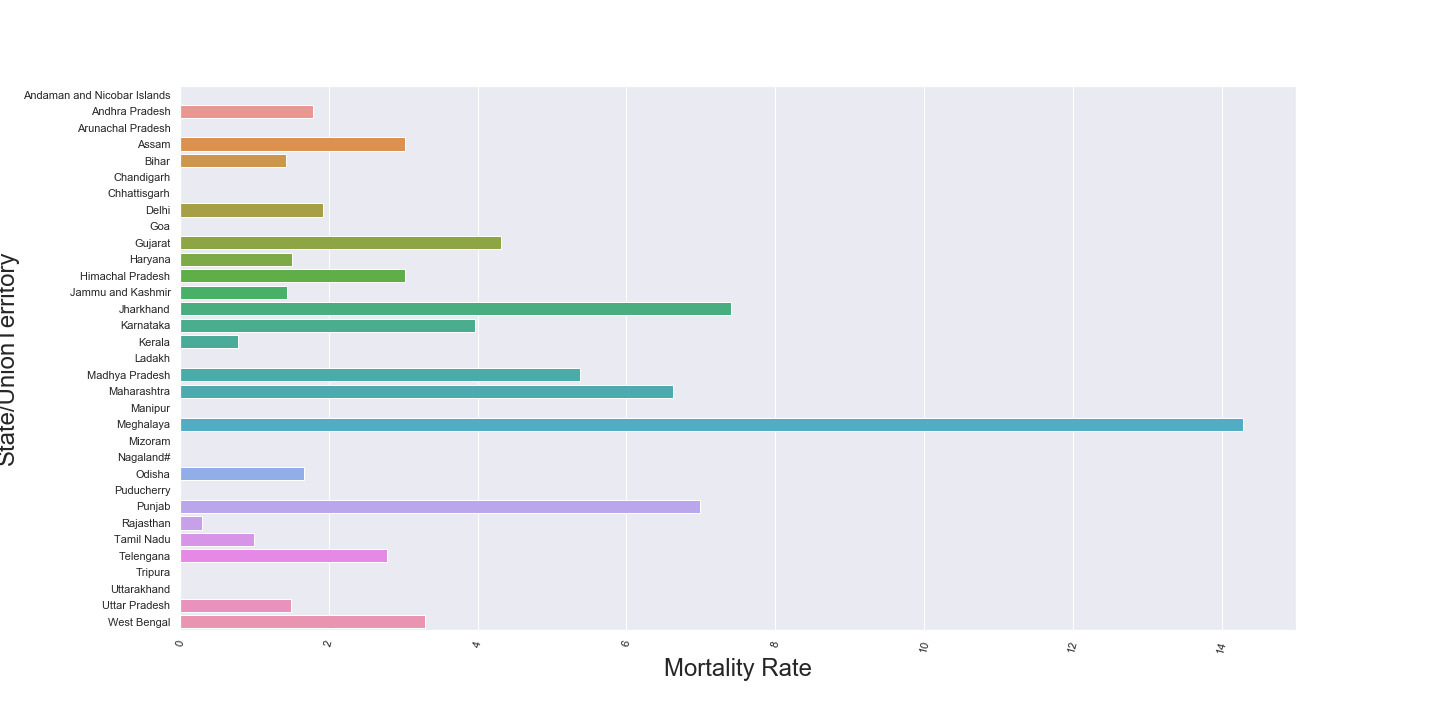 Andaman and Nicobar Islands
Andhra Pradesh
Arunachal Pradesh
Assam
Bihar
Chandigarh
Chhattisgarh
Delhi
Goa
Gujarat
Haryana
Himachal Pradesh
Jammu and Kashmir
Jharkhand
Karnataka
Kerala
Ladakh
Madhya Pradesh
Maharashtra
Manipur
Meghalaya
Mizoram
Nagaland#
Odisha
Puducherry
Punjab
Rajasthan
Tamil Nadu
Telengana
Tripura
Uttarakhand
Uttar Pradesh
West Bengal
State/UnionTerritory
0 2 4 6 8 10 12 14
Mortality Rate